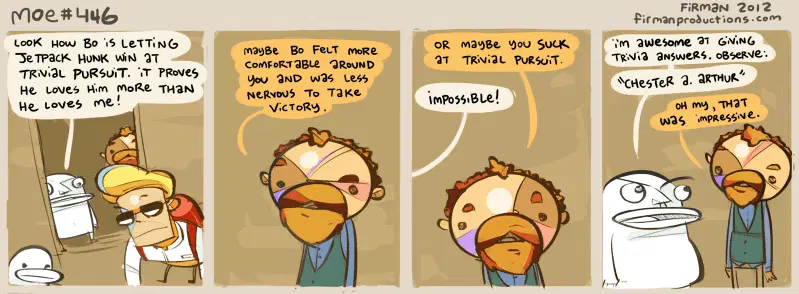 MOE #446
FIRMAN 2012
firmanproductions.com
LOOK HOW BO IS LETTING
JETPACK HUNK WIN AT
TRIVIAL PURSUIT. IT PROVES
HE LOVES HIM MORE THAN
HE LOVES ME!
MAYBE BO FELT MORE
COMFORTABLE AROUND
YOU AND WAS LESS
NERVOUS TO TAKE
VICTORY.
OR MAYBE YOU SUCK
AT TRIVIAL PURSUIT.
IMPOSSIBLE!
I'M AWESOME AT GIVING
TRIVIA ANSWERS. OBSERVE:
"CHESTER A. ARTHUR"
OH MY, THAT
WAS IMPRESSIVE.